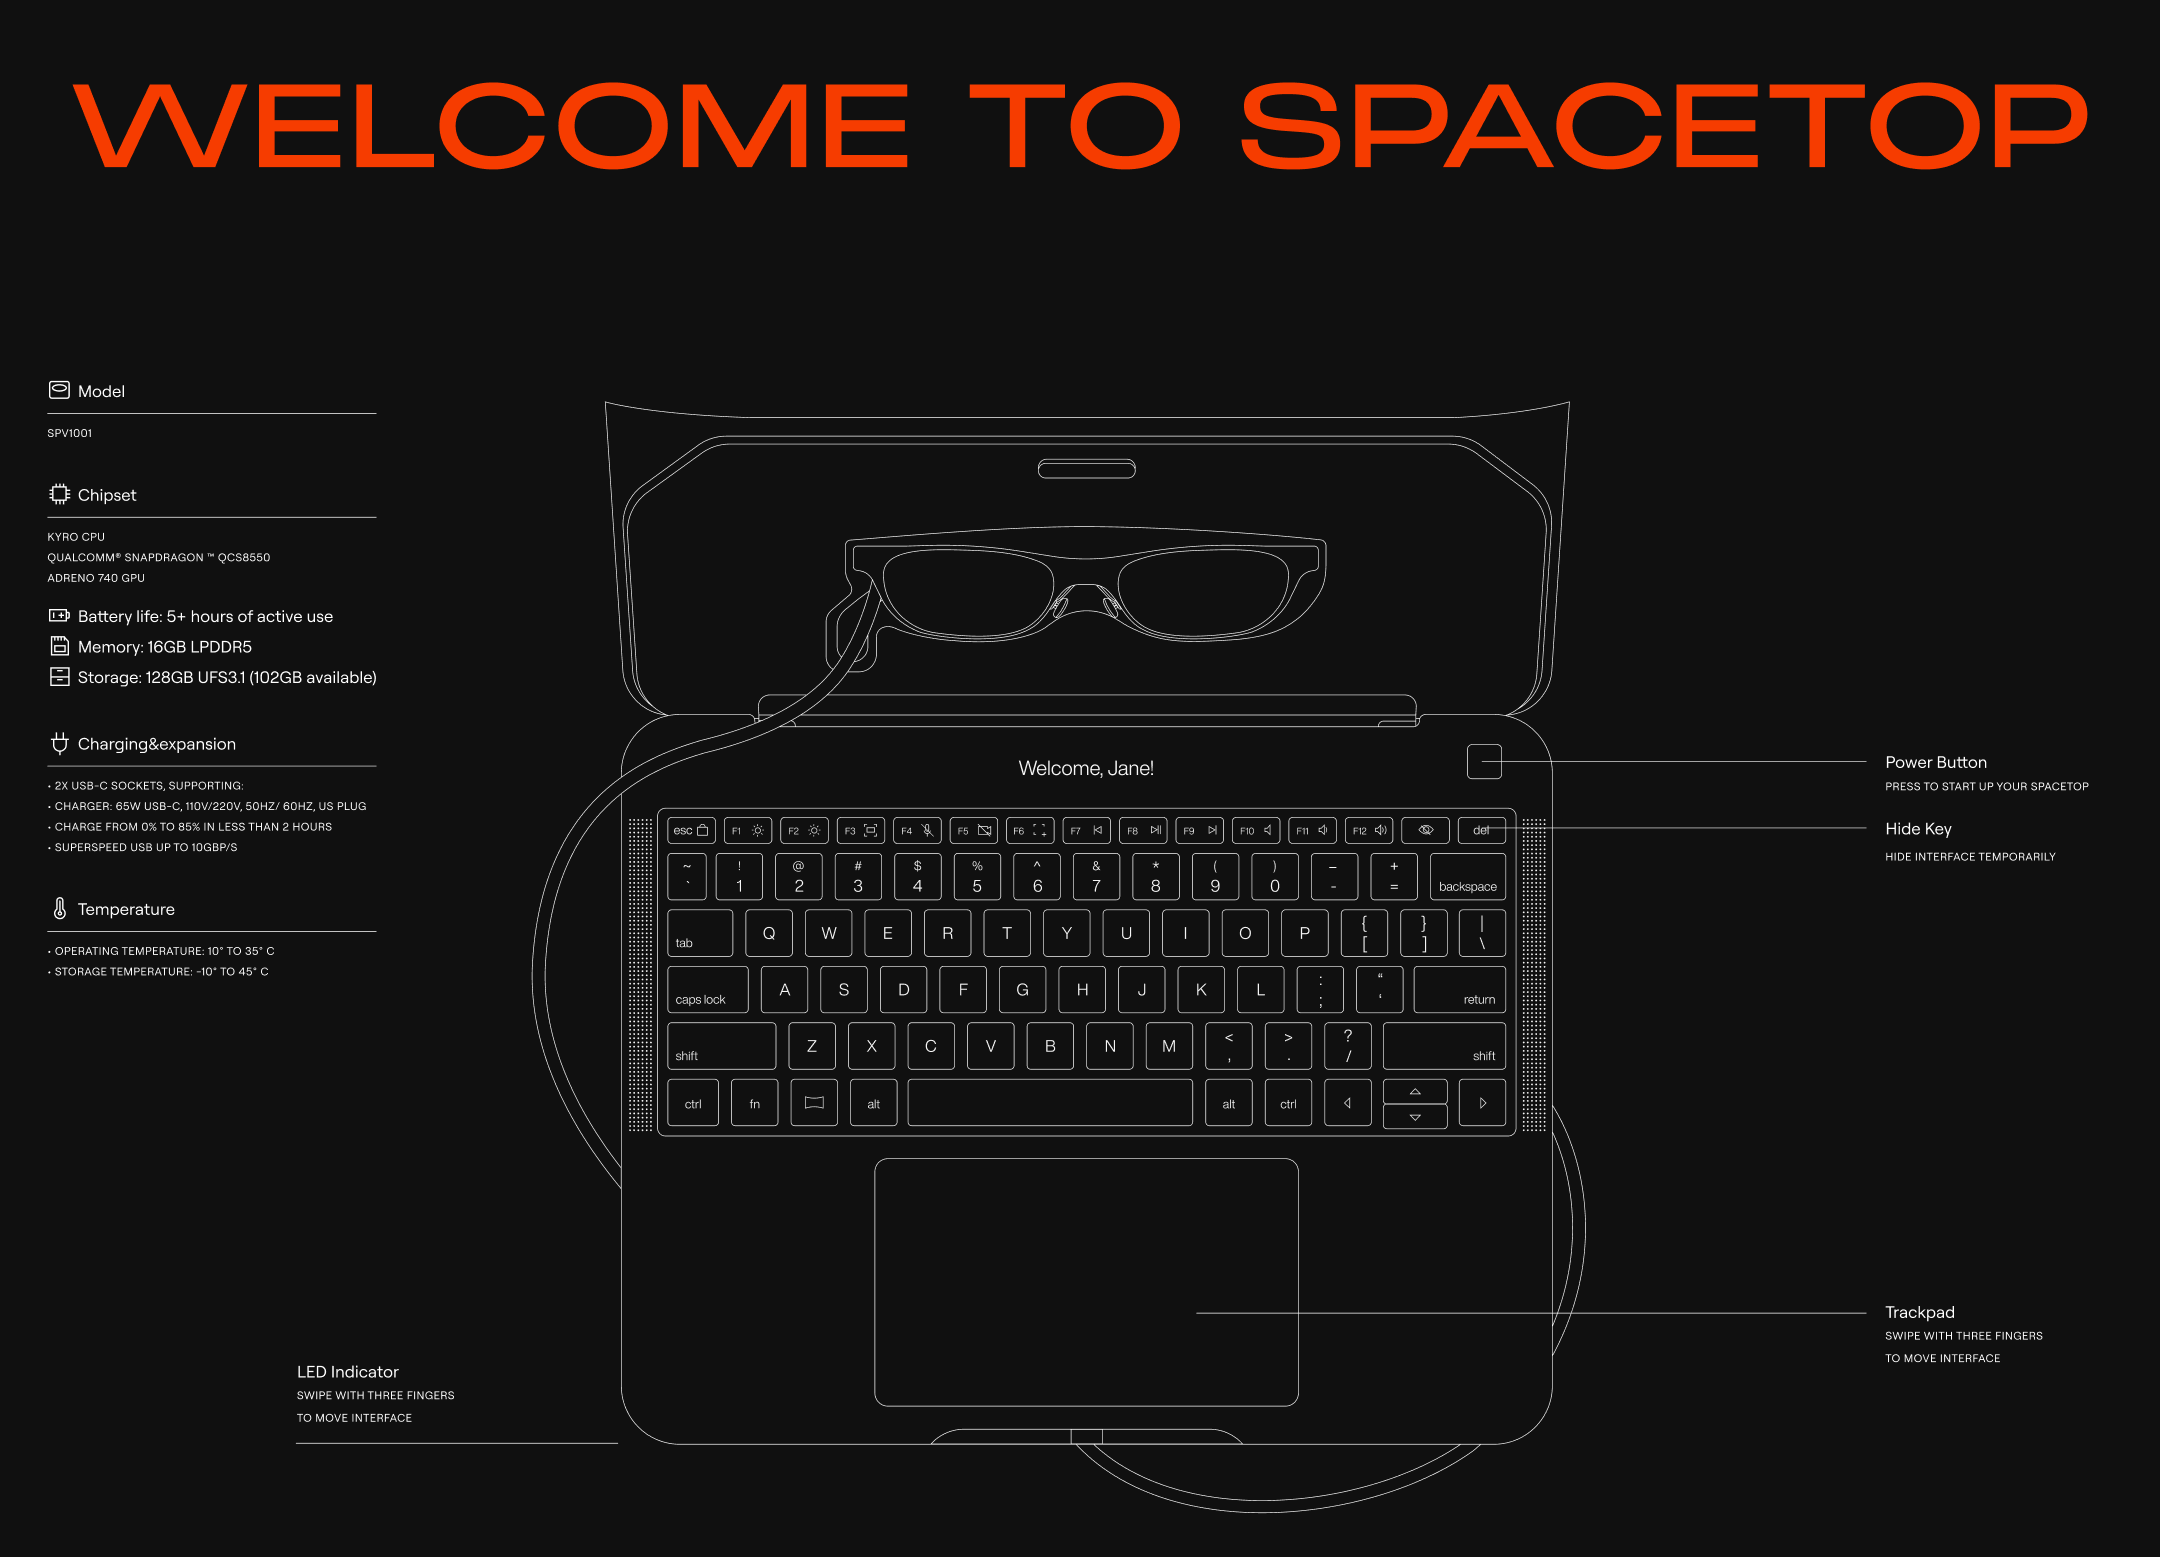 WELCOME TO SPACETOP
Model
SPV1001
Chipset
KYRO CPU
QUALCOMM® SNAPDRAGON ™ QCS8550
ADRENO 740 GPU
Battery life: 5+ hours of active use
Memory: 16GB LPDDR5
Storage: 128GB UFS3.1 (102GB available)
Charging&expansion
• 2X USB-C SOCKETS, SUPPORTING:
• CHARGER: 65W USB-C, 110V/220V, 50HZ/ 60HZ, US PLUG
• CHARGE FROM 0% TO 85% IN LESS THAN 2 HOURS
• SUPERSPEED USB UP TO 10GBP/S
Temperature
• OPERATING TEMPERATURE: 10° TO 35° C
• STORAGE TEMPERATURE: -10° TO 45° C
LED Indicator
SWIPE WITH THREE FINGERS
TO MOVE INTERFACE
Welcome, Jane!
esc F1 F2 F3 F4 F5 F6 F7 F8 F9 F10 F11 F12 del
~ ! @ # $ % ^ & * ( ) – +
` 1 2 3 4 5 6 7 8 9 0 - = backspace
tab Q W E R T Y U I O P { [ } ] | \
caps lock A S D F G H J K L : ; “ ‘ return
shift Z X C V B N M < , > . ? / shift
ctrl fn alt alt ctrl
Power Button
PRESS TO START UP YOUR SPACETOP
Hide Key
HIDE INTERFACE TEMPORARILY
Trackpad
SWIPE WITH THREE FINGERS
TO MOVE INTERFACE